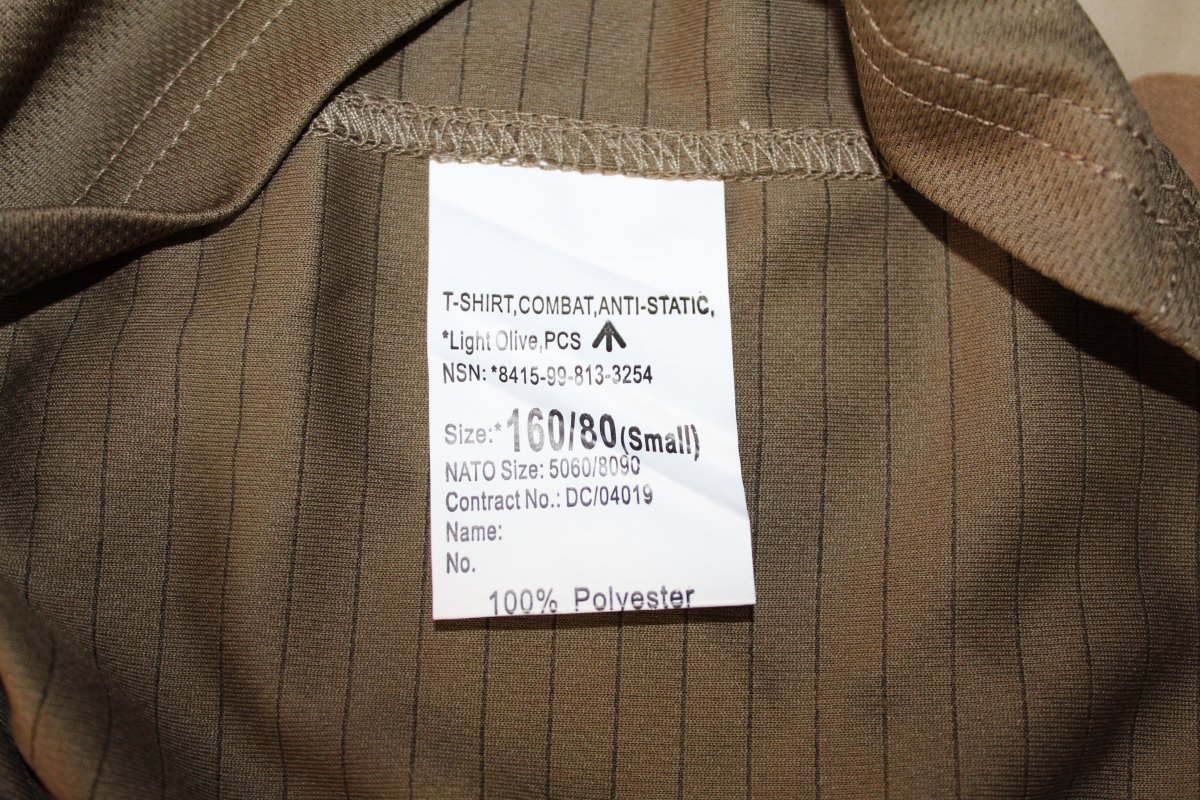 T-SHIRT,COMBAT,ANTI-STATIC,
*Light Olive,PCS
NSN: *8415-99-813-3254
Size:* 160/80(Small)
NATO Size: 5060/8090
Contract No.: DC/04019
Name:
No.
100% Polyester